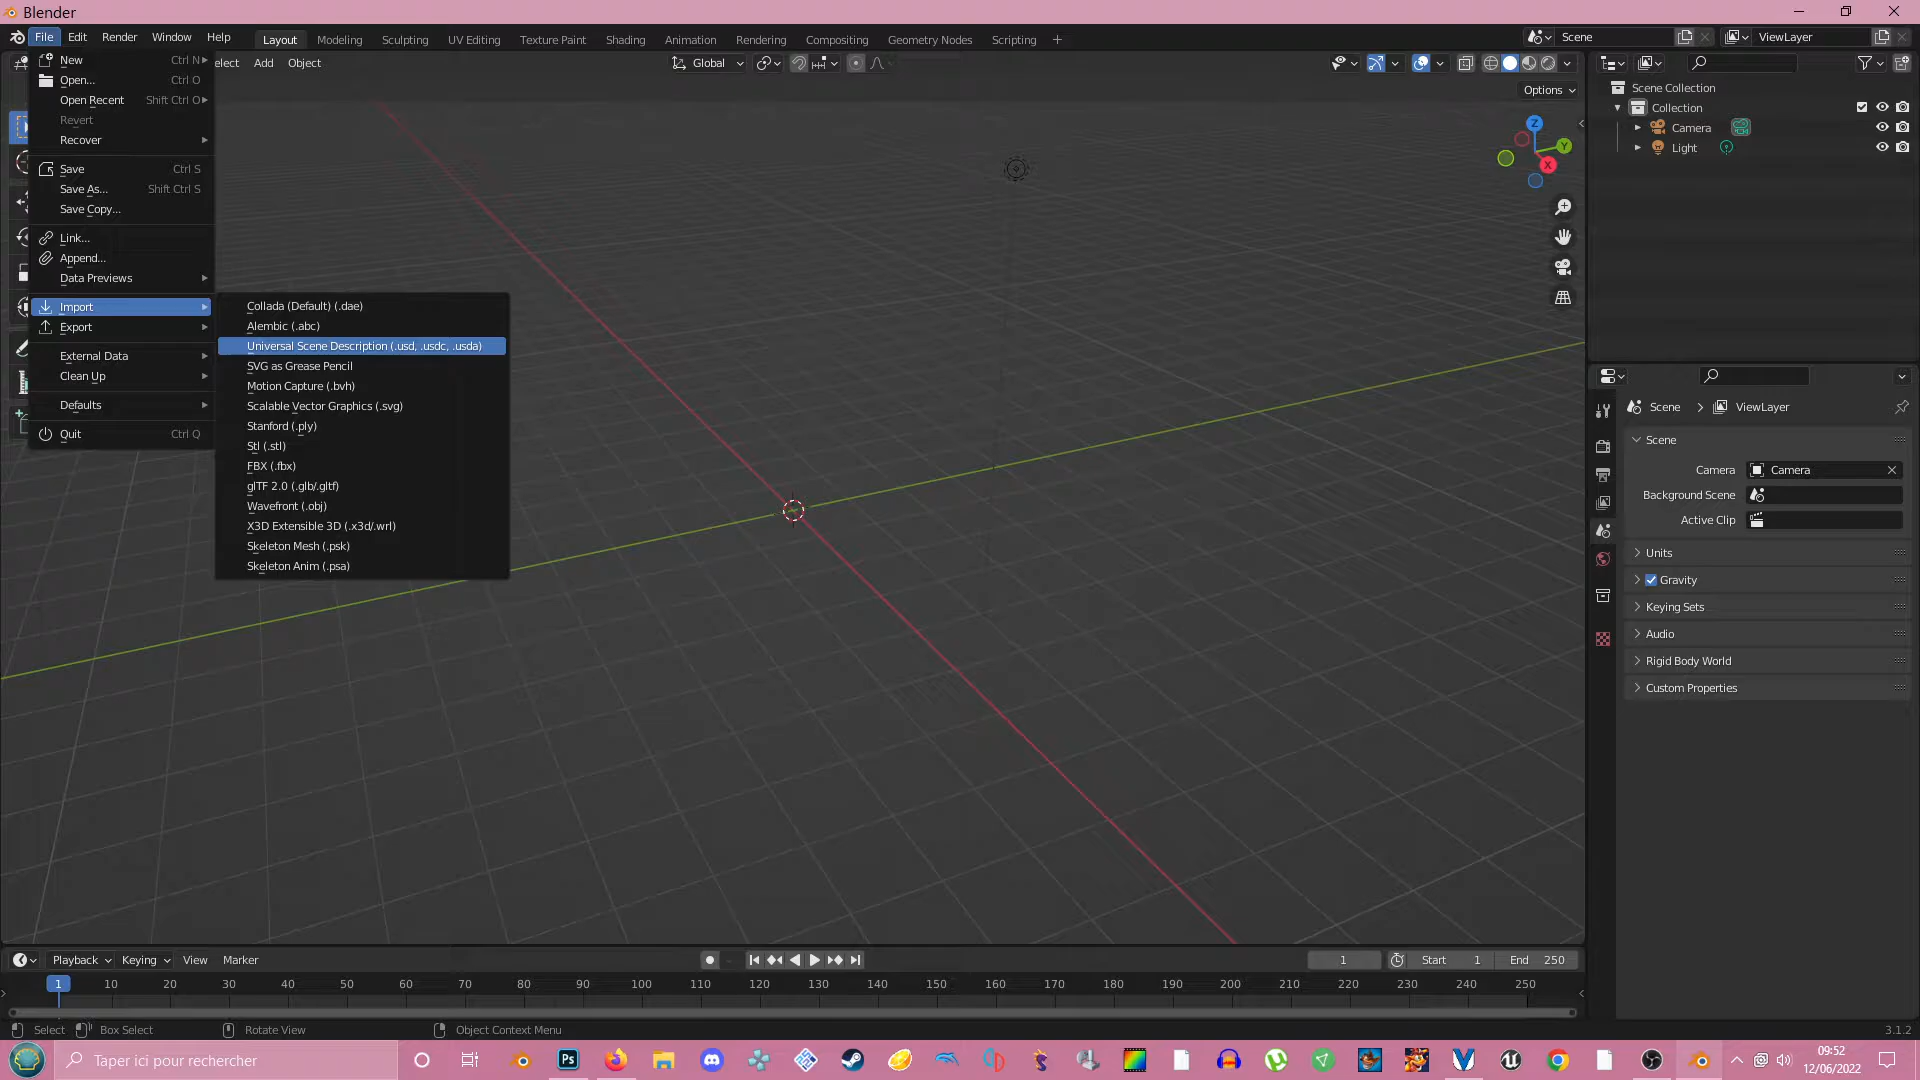 Blender
File Edit Render Window Help Layout Modeling Sculpting UV Editing Texture Paint Shading Animation Rendering Compositing Geometry Nodes Scripting + Scene ViewLayer
elect Add Object Global
Options
New Ctrl N
Open... Ctrl O
Open Recent Shift Ctrl O
Revert
Recover
Save Ctrl S
Save As... Shift Ctrl S
Save Copy...
Link...
Append...
Data Previews
Import
Export
External Data
Clean Up
Defaults
Quit Ctrl Q
Collada (Default) (.dae)
Alembic (.abc)
Universal Scene Description (.usd, .usdc, .usda)
SVG as Grease Pencil
Motion Capture (.bvh)
Scalable Vector Graphics (.svg)
Stanford (.ply)
Stl (.stl)
FBX (.fbx)
glTF 2.0 (.glb/.gltf)
Wavefront (.obj)
X3D Extensible 3D (.x3d/.wrl)
Skeleton Mesh (.psk)
Skeleton Anim (.psa)
Z
Y
X
Scene Collection
Collection
Camera
Light
Scene > ViewLayer
Scene
Camera Camera
Background Scene
Active Clip
Units
Gravity
Keying Sets
Audio
Rigid Body World
Custom Properties
Playback Keying View Marker 1 Start 1 End 250
1 10 20 30 40 50 60 70 80 90 100 110 120 130 140 150 160 170 180 190 200 210 220 230 240 250
Select Box Select Rotate View Object Context Menu 3.1.2
Taper ici pour rechercher
Ps
09:52
12/06/2022